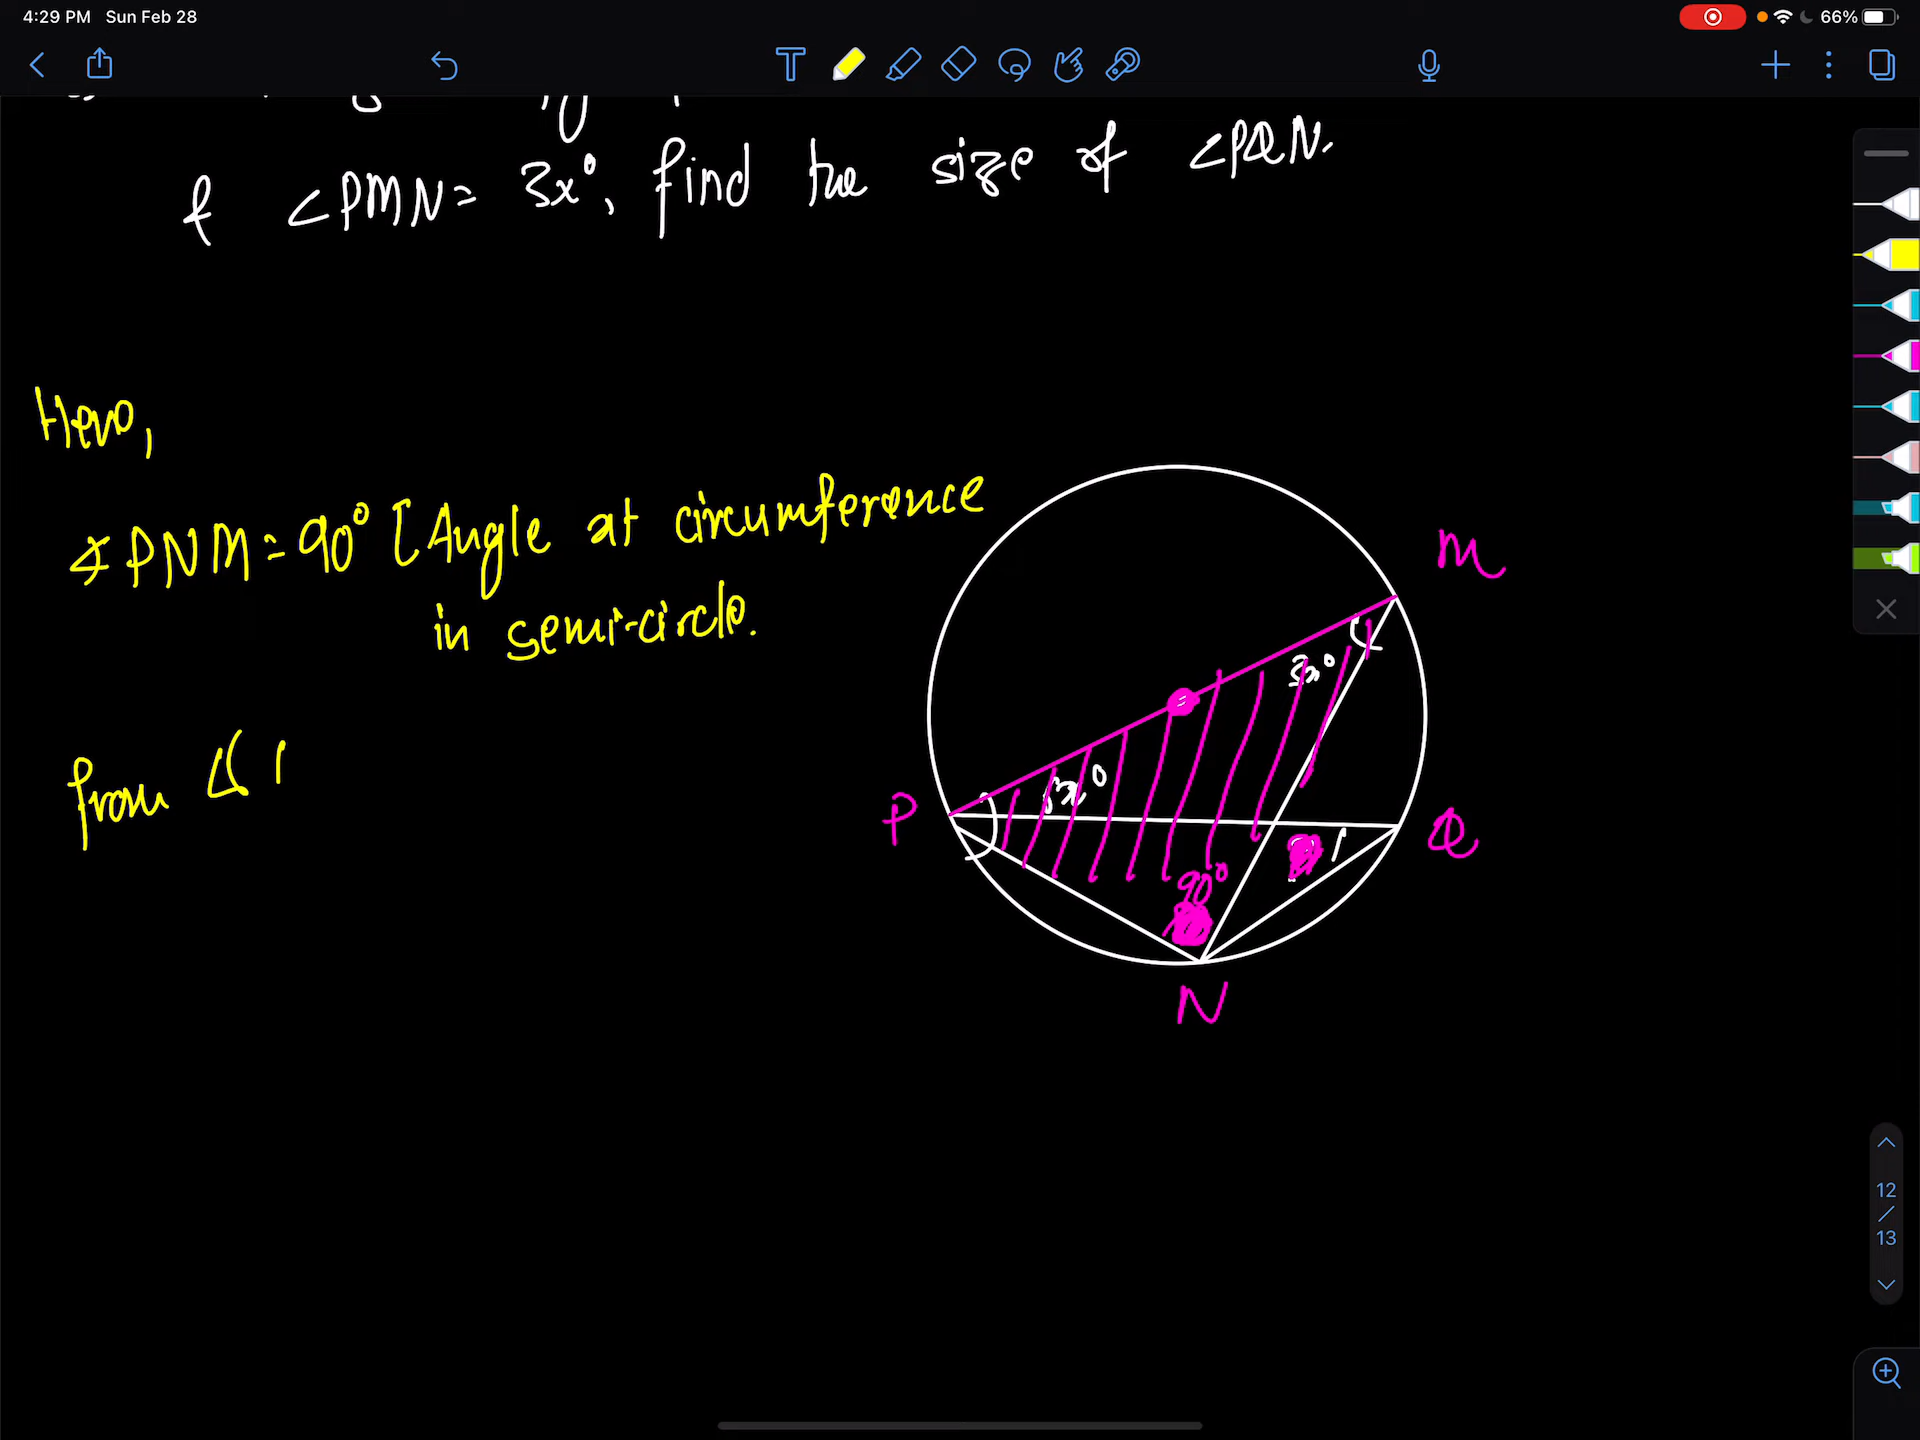 4:29 PM Sun Feb 28
66%
& ∠PMN = 3x°, find the size of ∠PQN.
Here,
∡PNM = 90° [Angle at circumference
in semi-circle.
from Δ
M
3x°
P
Q
90°
N
12
/
13